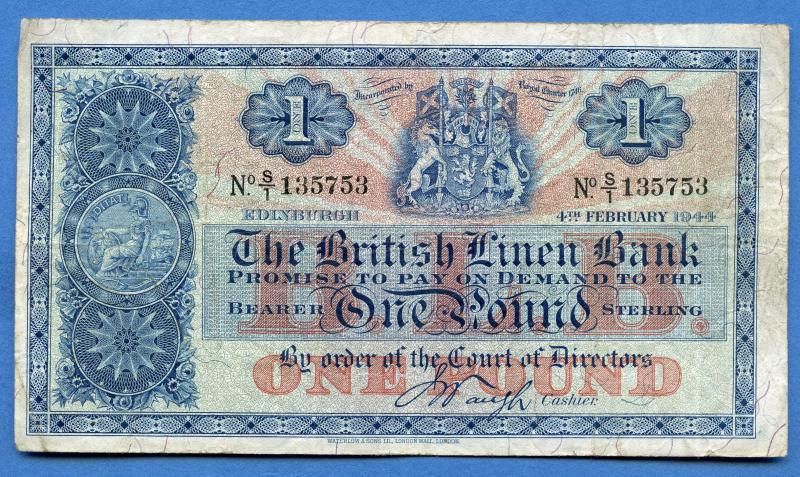 1 ONE Incorporated by Royal Charter 1746 1 ONE
No. S/1 135753 No. S/1 135753
EDINBURGH 4TH FEBRUARY 1944
The British Linen Bank
PROMISE TO PAY ON DEMAND TO THE
BEARER One Pound STERLING
B.L.B.
By order of the Court of Directors
ONE POUND
Cashier.
WATERLOW & SONS LD., LONDON WALL, LONDON.